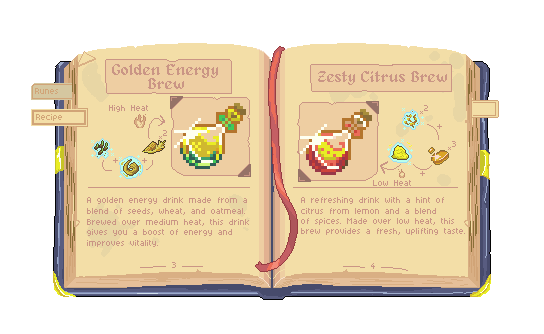 Runes
Recipe
Golden Energy
Brew
High Heat
x2
+
+
A golden energy drink made from a
blend of seeds, wheat, and oatmeal.
Brewed over medium heat, this drink
gives you a boost of energy and
improves vitality.
3
Zesty Citrus Brew
x2
+
x3
+
Low Heat
A refreshing drink with a hint of
citrus from lemon and a blend
of spices. Made over low heat, this
brew provides a fresh, uplifting taste.
4